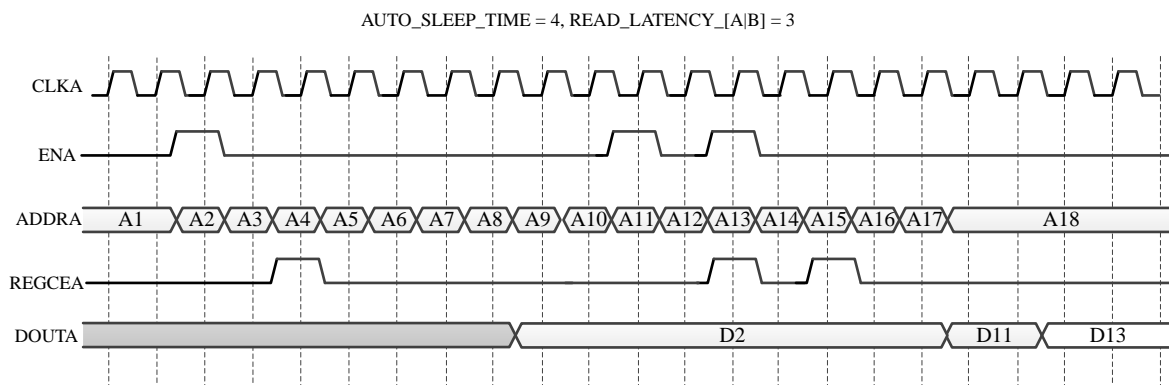 AUTO_SLEEP_TIME = 4, READ_LATENCY_[A|B] = 3
CLKA
ENA
ADDRA A1 A2 A3 A4 A5 A6 A7 A8 A9 A10 A11 A12 A13 A14 A15 A16 A17 A18
REGCEA
DOUTA D2 D11 D13